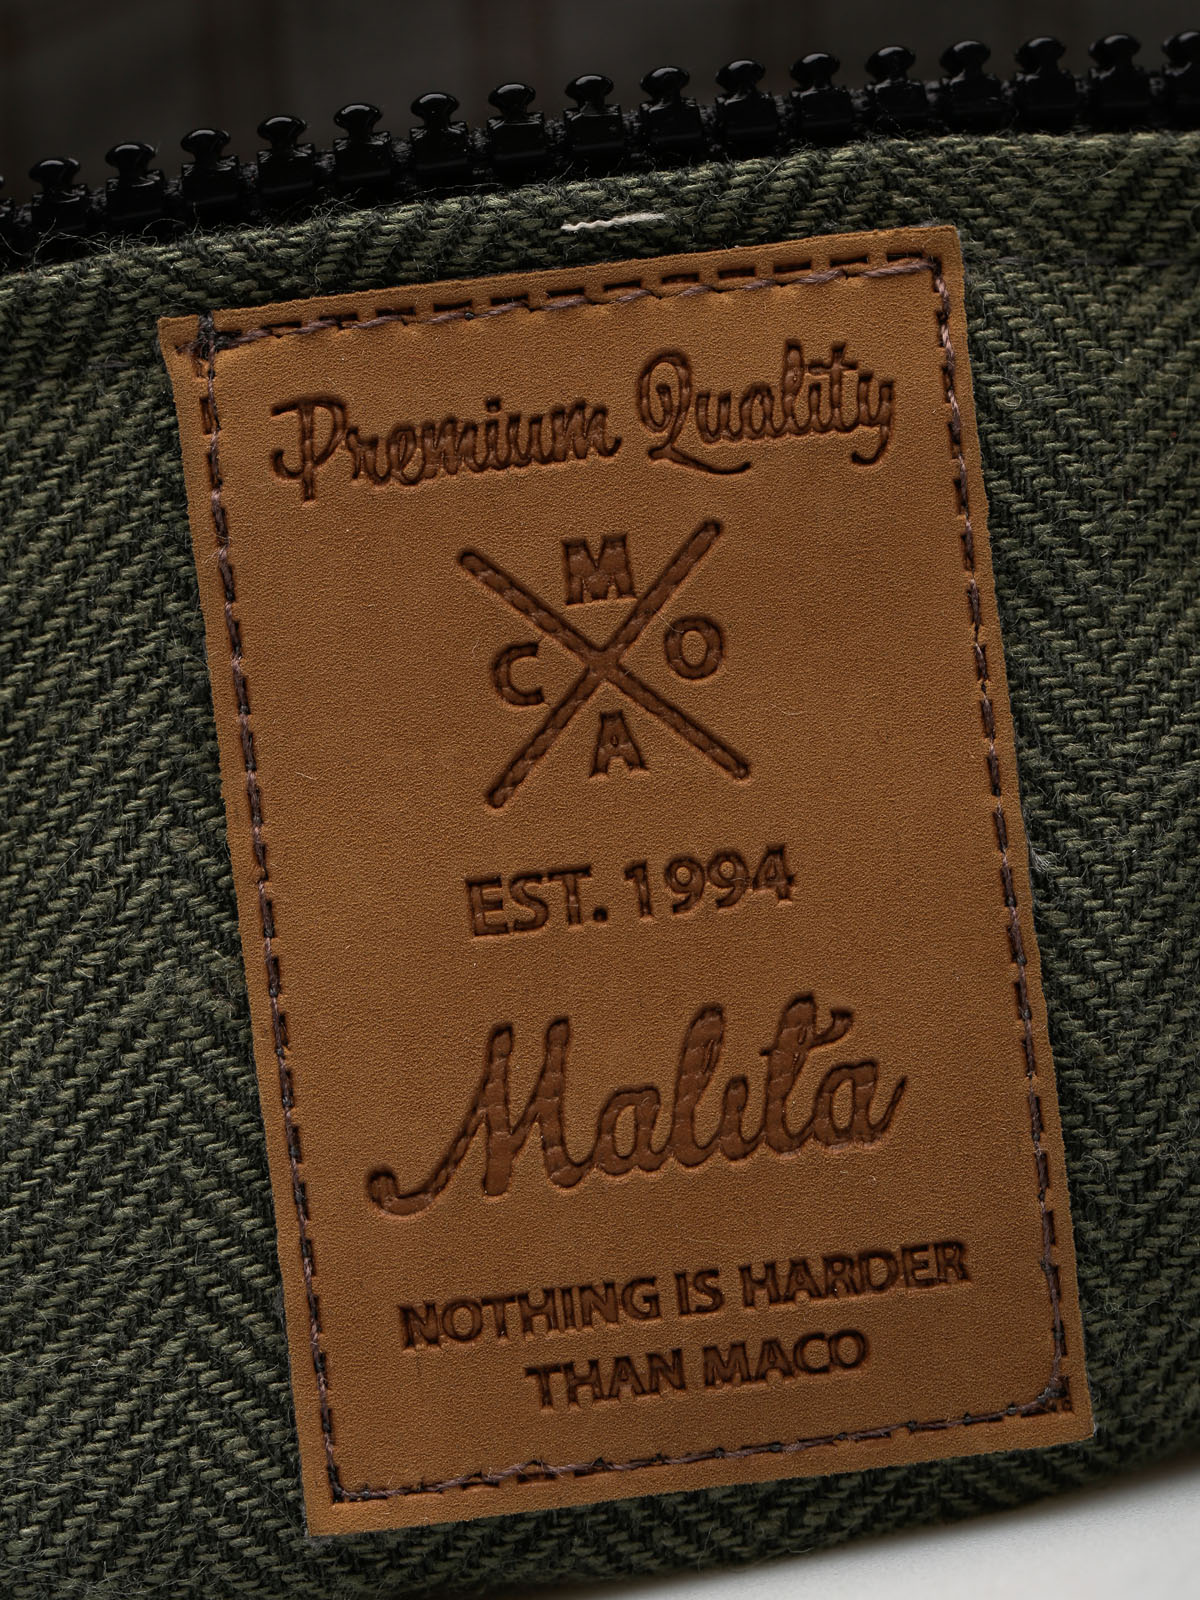 Premium Quality
M
C O
A
EST. 1994
Malita
NOTHING IS HARDER
THAN MACO